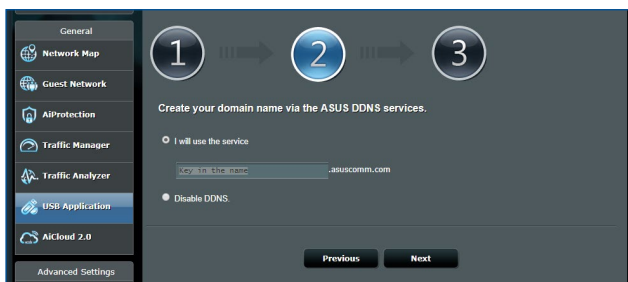 General
Network Map
Guest Network
AiProtection
Traffic Manager
Traffic Analyzer
USB Application
AiCloud 2.0
Advanced Settings
1
2
3
Create your domain name via the ASUS DDNS services.
I will use the service
Key in the name .asuscomm.com
Disable DDNS.
Previous Next